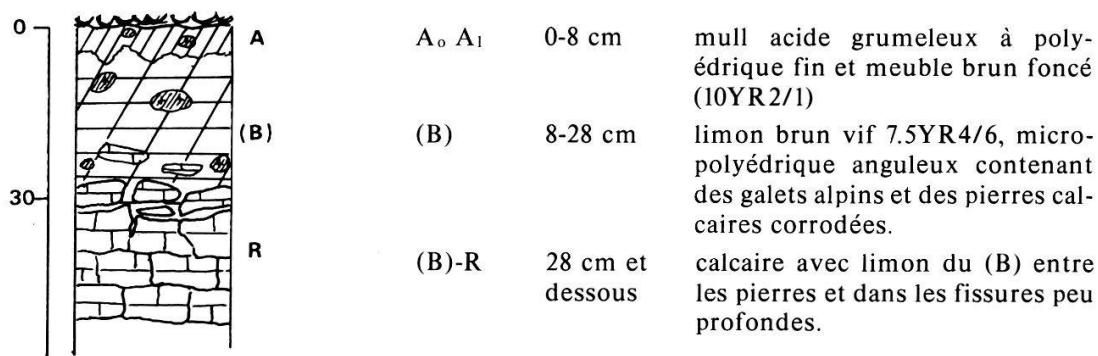 0
A
(B)
30
R
Aₒ A₁ 0-8 cm mull acide grumeleux à poly-
édrique fin et meuble brun foncé
(10YR2/1)
(B) 8-28 cm limon brun vif 7.5YR4/6, micro-
polyédrique anguleux contenant
des galets alpins et des pierres cal-
caires corrodées.
(B)-R 28 cm et calcaire avec limon du (B) entre
dessous les pierres et dans les fissures peu
profondes.